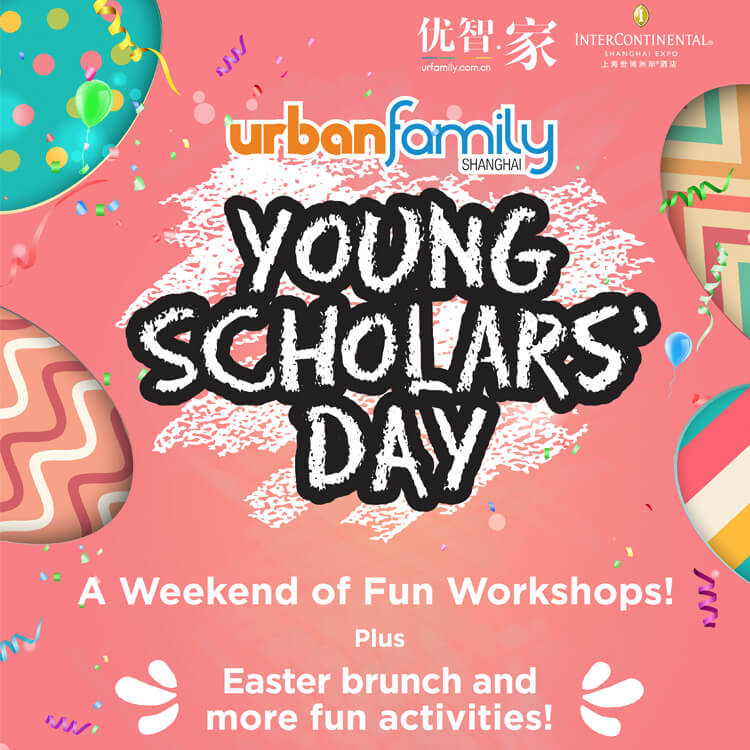 优智·家
urfamily.com.cn
INTERCONTINENTAL®
SHANGHAI EXPO
上海世博洲际®酒店
urbanfamily
SHANGHAI
YOUNG
SCHOLARS'
DAY
A Weekend of Fun Workshops!
Plus
Easter brunch and
more fun activities!